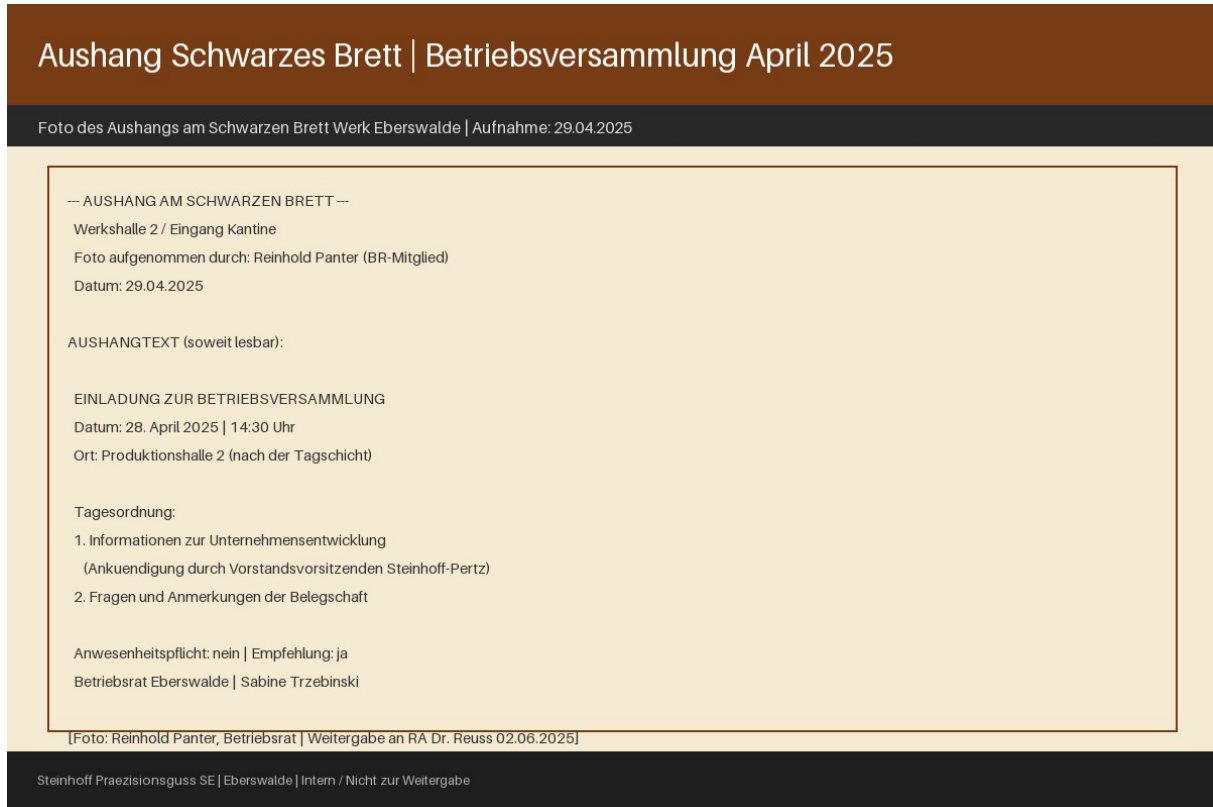 Aushang Schwarzes Brett | Betriebsversammlung April 2025
Foto des Aushangs am Schwarzen Brett Werk Eberswalde | Aufnahme: 29.04.2025
--- AUSHANG AM SCHWARZEN BRETT ---
Werkshalle 2 / Eingang Kantine
Foto aufgenommen durch: Reinhold Panter (BR-Mitglied)
Datum: 29.04.2025
AUSHANGTEXT (soweit lesbar):
EINLADUNG ZUR BETRIEBSVERSAMMLUNG
Datum: 28. April 2025 | 14:30 Uhr
Ort: Produktionshalle 2 (nach der Tagschicht)
Tagesordnung:
1. Informationen zur Unternehmensentwicklung
(Ankuendigung durch Vorstandsvorsitzenden Steinhoff-Pertz)
2. Fragen und Anmerkungen der Belegschaft
Anwesenheitspflicht: nein | Empfehlung: ja
Betriebsrat Eberswalde | Sabine Trzebinski
[Foto: Reinhold Panter, Betriebsrat | Weitergabe an RA Dr. Reuss 02.06.2025]
Steinhoff Praezisionsguss SE | Eberswalde | Intern / Nicht zur Weitergabe